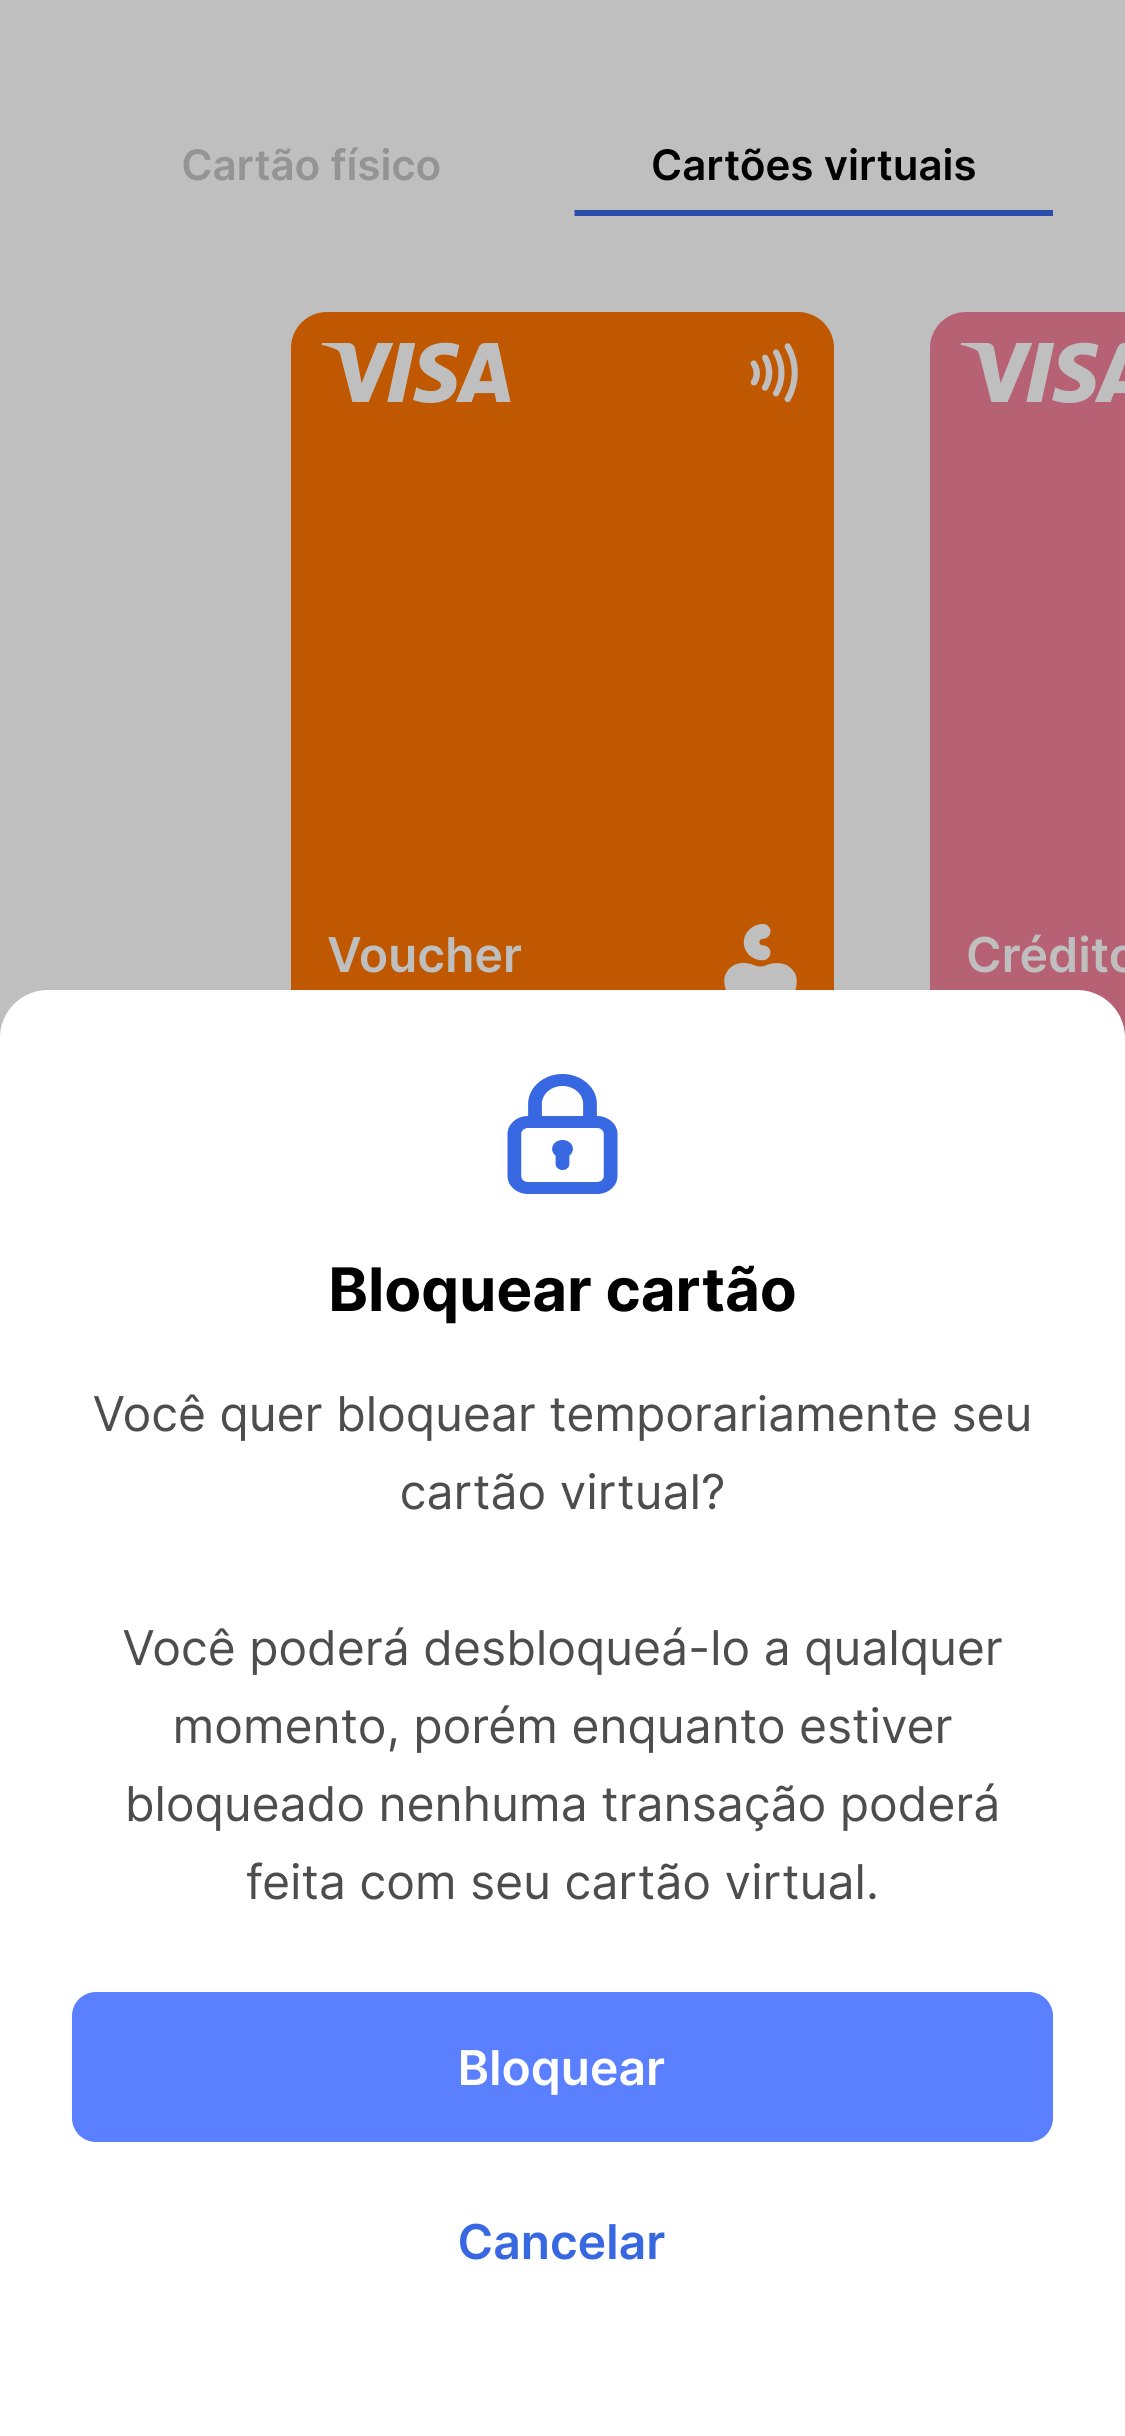 Cartão físico
Cartões virtuais
VISA
VISA
Voucher
Crédito
Bloquear cartão
Você quer bloquear temporariamente seu
cartão virtual?
Você poderá desbloqueá-lo a qualquer
momento, porém enquanto estiver
bloqueado nenhuma transação poderá
feita com seu cartão virtual.
Bloquear
Cancelar